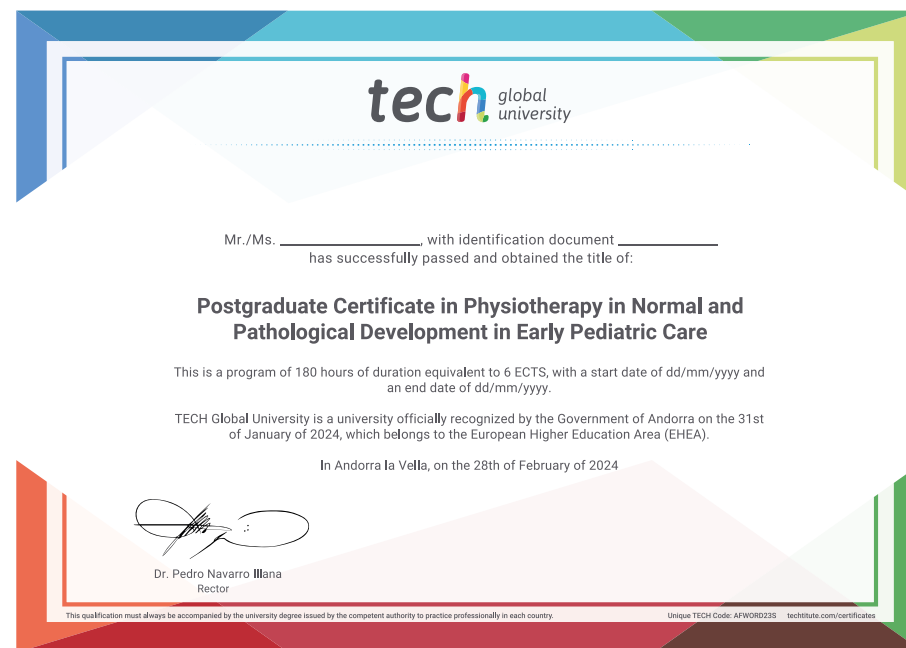 tech global
university
Mr./Ms. ____________, with identification document ____________
has successfully passed and obtained the title of:
Postgraduate Certificate in Physiotherapy in Normal and
Pathological Development in Early Pediatric Care
This is a program of 180 hours of duration equivalent to 6 ECTS, with a start date of dd/mm/yyyy and
an end date of dd/mm/yyyy.
TECH Global University is a university officially recognized by the Government of Andorra on the 31st
of January of 2024, which belongs to the European Higher Education Area (EHEA).
In Andorra la Vella, on the 28th of February of 2024
Dr. Pedro Navarro Illana
Rector
This qualification must always be accompanied by the university degree issued by the competent authority to practice professionally in each country. Unique TECH Code: AFWORD23S techtitute.com/certificates